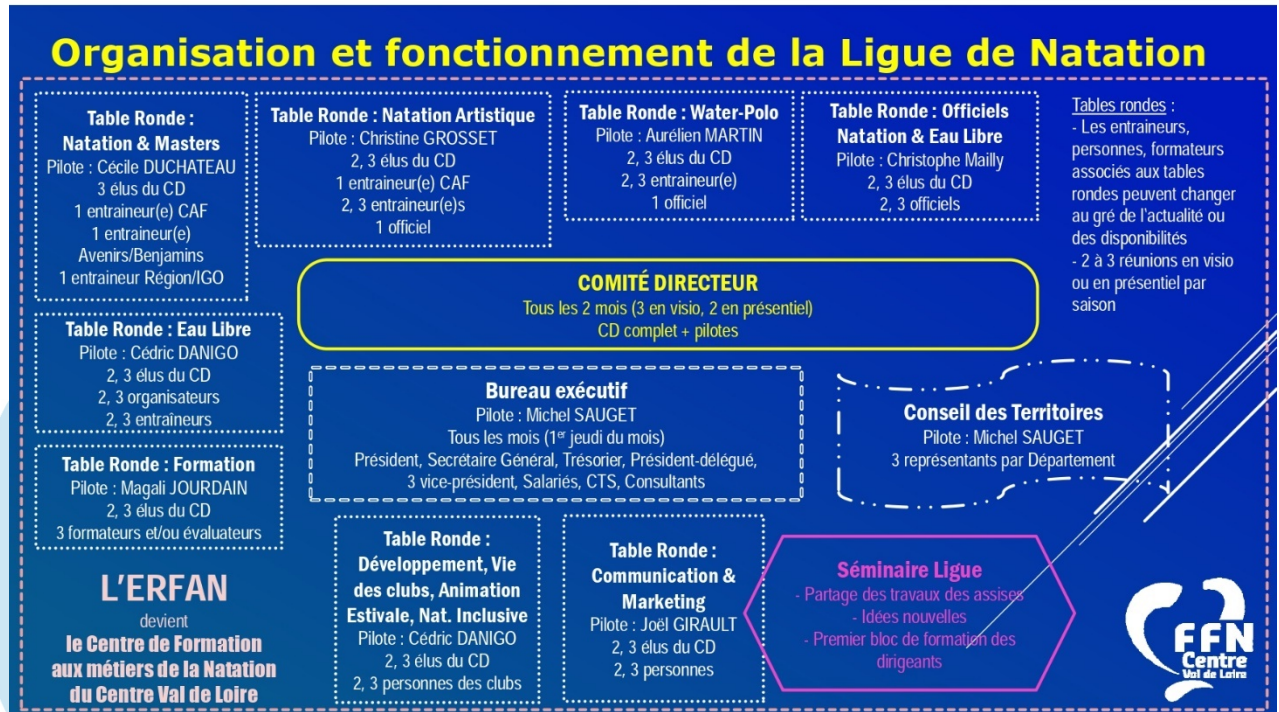 Organisation et fonctionnement de la Ligue de Natation
Table Ronde :
Natation & Masters
Pilote : Cécile DUCHATEAU
3 élus du CD
1 entraineur(e) CAF
1 entraineur(e)
Avenirs/Benjamins
1 entraineur Région/IGO
Table Ronde : Natation Artistique
Pilote : Christine GROSSET
2, 3 élus du CD
1 entraineur(e) CAF
2, 3 entraineur(e)s
1 officiel
Table Ronde : Water-Polo
Pilote : Aurélien MARTIN
2, 3 élus du CD
2, 3 entraineur(e)
1 officiel
Table Ronde : Officiels
Natation & Eau Libre
Pilote : Christophe Mailly
2, 3 élus du CD
2, 3 officiels
Tables rondes :
- Les entraineurs,
personnes, formateurs
associés aux tables
rondes peuvent changer
au gré de l'actualité ou
des disponibilités
- 2 à 3 réunions en visio
ou en présentiel par
saison
COMITÉ DIRECTEUR
Tous les 2 mois (3 en visio, 2 en présentiel)
CD complet + pilotes
Table Ronde : Eau Libre
Pilote : Cédric DANIGO
2, 3 élus du CD
2, 3 organisateurs
2, 3 entraîneurs
Bureau exécutif
Pilote : Michel SAUGET
Tous les mois (1er jeudi du mois)
Président, Secrétaire Général, Trésorier, Président-délégué,
3 vice-président, Salariés, CTS, Consultants
Conseil des Territoires
Pilote : Michel SAUGET
3 représentants par Département
Table Ronde : Formation
Pilote : Magali JOURDAIN
2, 3 élus du CD
3 formateurs et/ou évaluateurs
Table Ronde :
Développement, Vie
des clubs, Animation
Estivale, Nat. Inclusive
Pilote : Cédric DANIGO
2, 3 élus du CD
2, 3 personnes des clubs
Table Ronde :
Communication &
Marketing
Pilote : Joël GIRAULT
2, 3 élus du CD
2, 3 personnes
Séminaire Ligue
- Partage des travaux des assises
- Idées nouvelles
- Premier bloc de formation des
dirigeants
L'ERFAN
devient
le Centre de Formation
aux métiers de la Natation
du Centre Val de Loire
FFN
Centre
Val de Loire